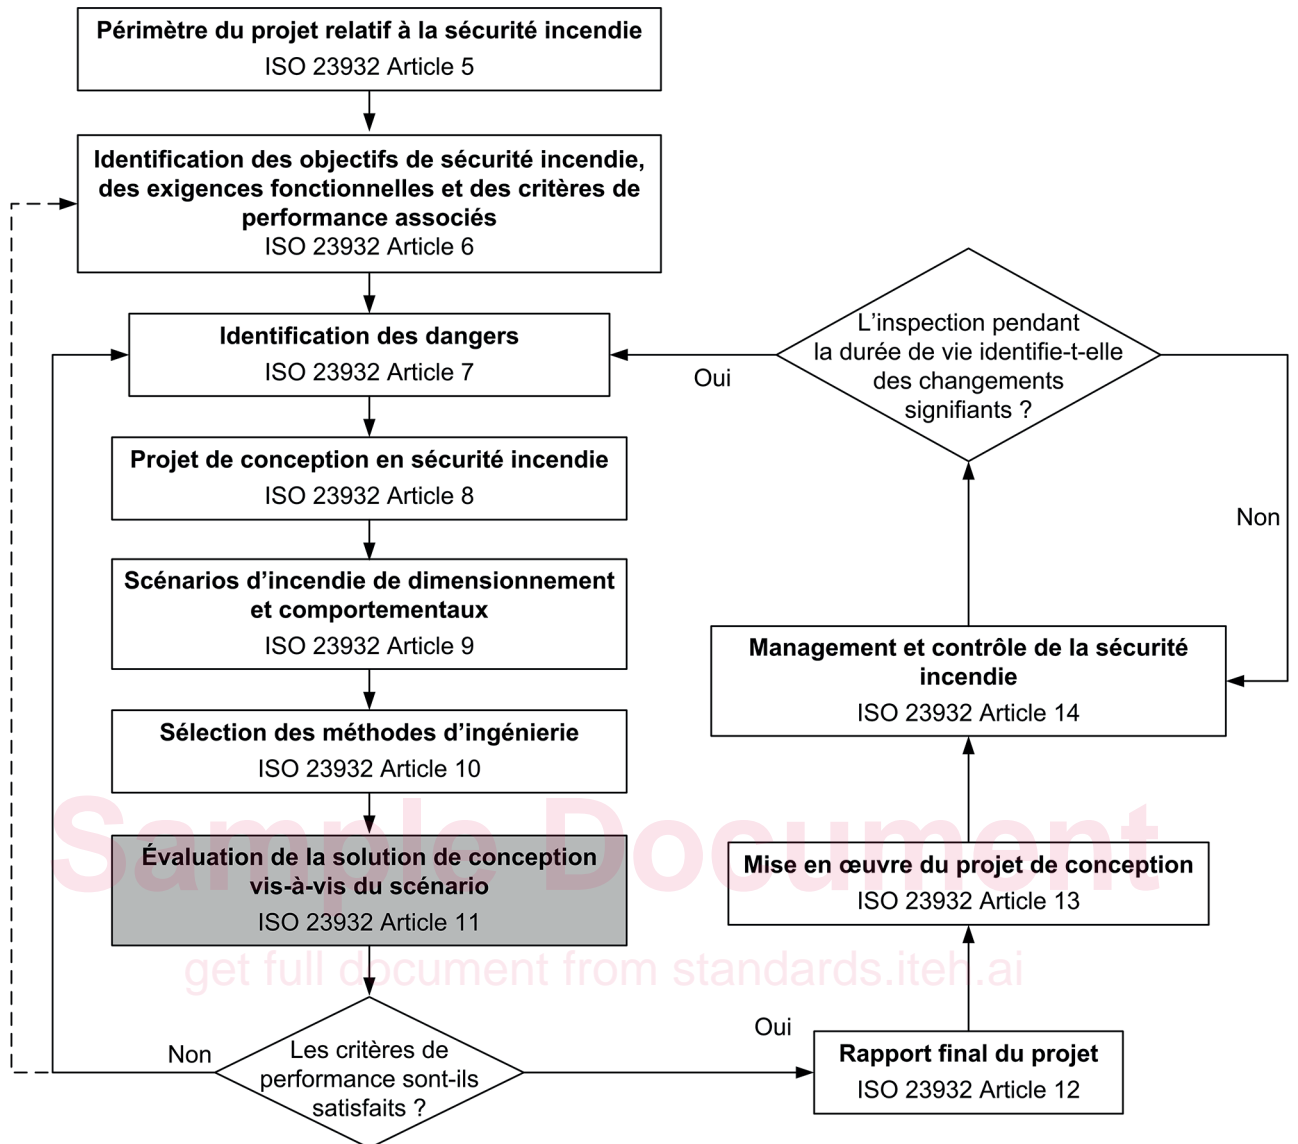 Périmètre du projet relatif à la sécurité incendie
ISO 23932 Article 5
Identification des objectifs de sécurité incendie,
des exigences fonctionnelles et des critères de
performance associés
ISO 23932 Article 6
Identification des dangers
ISO 23932 Article 7
Projet de conception en sécurité incendie
ISO 23932 Article 8
Scénarios d’incendie de dimensionnement
et comportementaux
ISO 23932 Article 9
Sélection des méthodes d’ingénierie
ISO 23932 Article 10
Évaluation de la solution de conception
vis-à-vis du scénario
ISO 23932 Article 11
Non
Les critères de
performance sont-ils
satisfaits ?
Oui
Rapport final du projet
ISO 23932 Article 12
Mise en œuvre du projet de conception
ISO 23932 Article 13
Management et contrôle de la sécurité
incendie
ISO 23932 Article 14
L’inspection pendant
la durée de vie identifie-t-elle
des changements
signifiants ?
Oui
Non
Sample Document
get full document from standards.iteh.ai